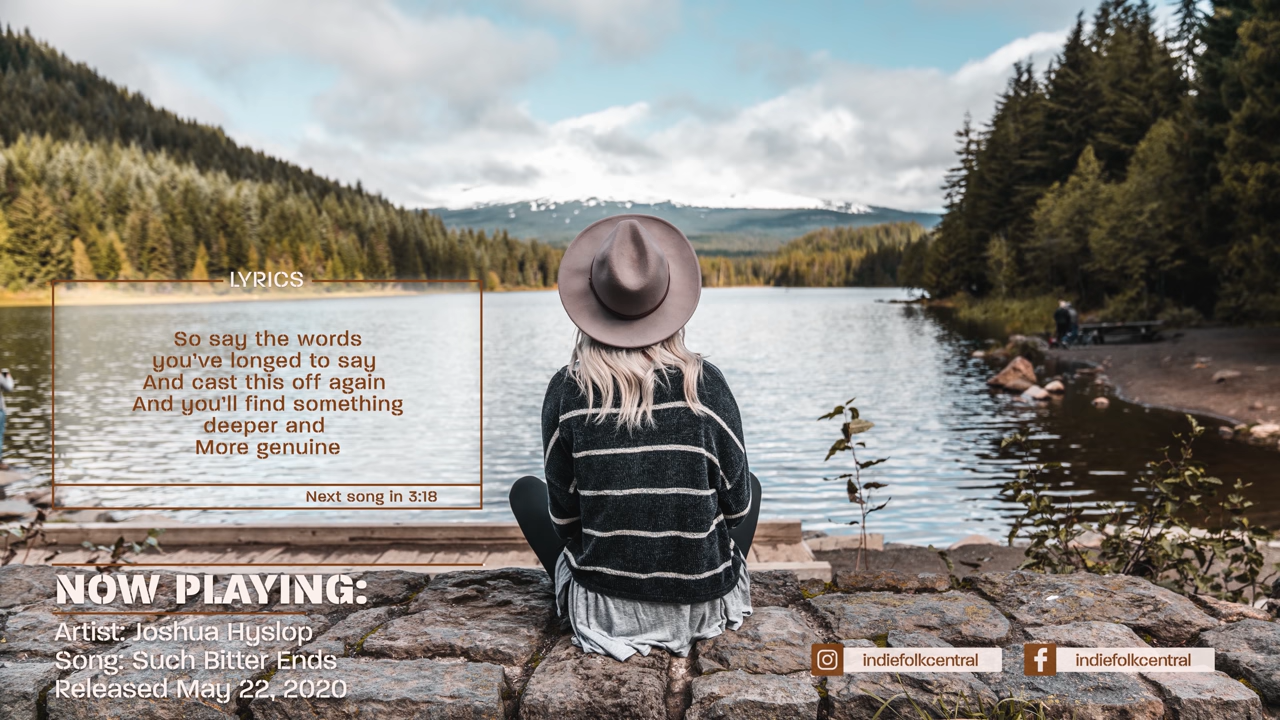 LYRICS
So say the words
you've longed to say
And cast this off again
And you'll find something
deeper and
More genuine
Next song in 3:18
NOW PLAYING:
Artist: Joshua Hyslop
Song: Such Bitter Ends
Released May 22, 2020
indiefolkcentral
indiefolkcentral